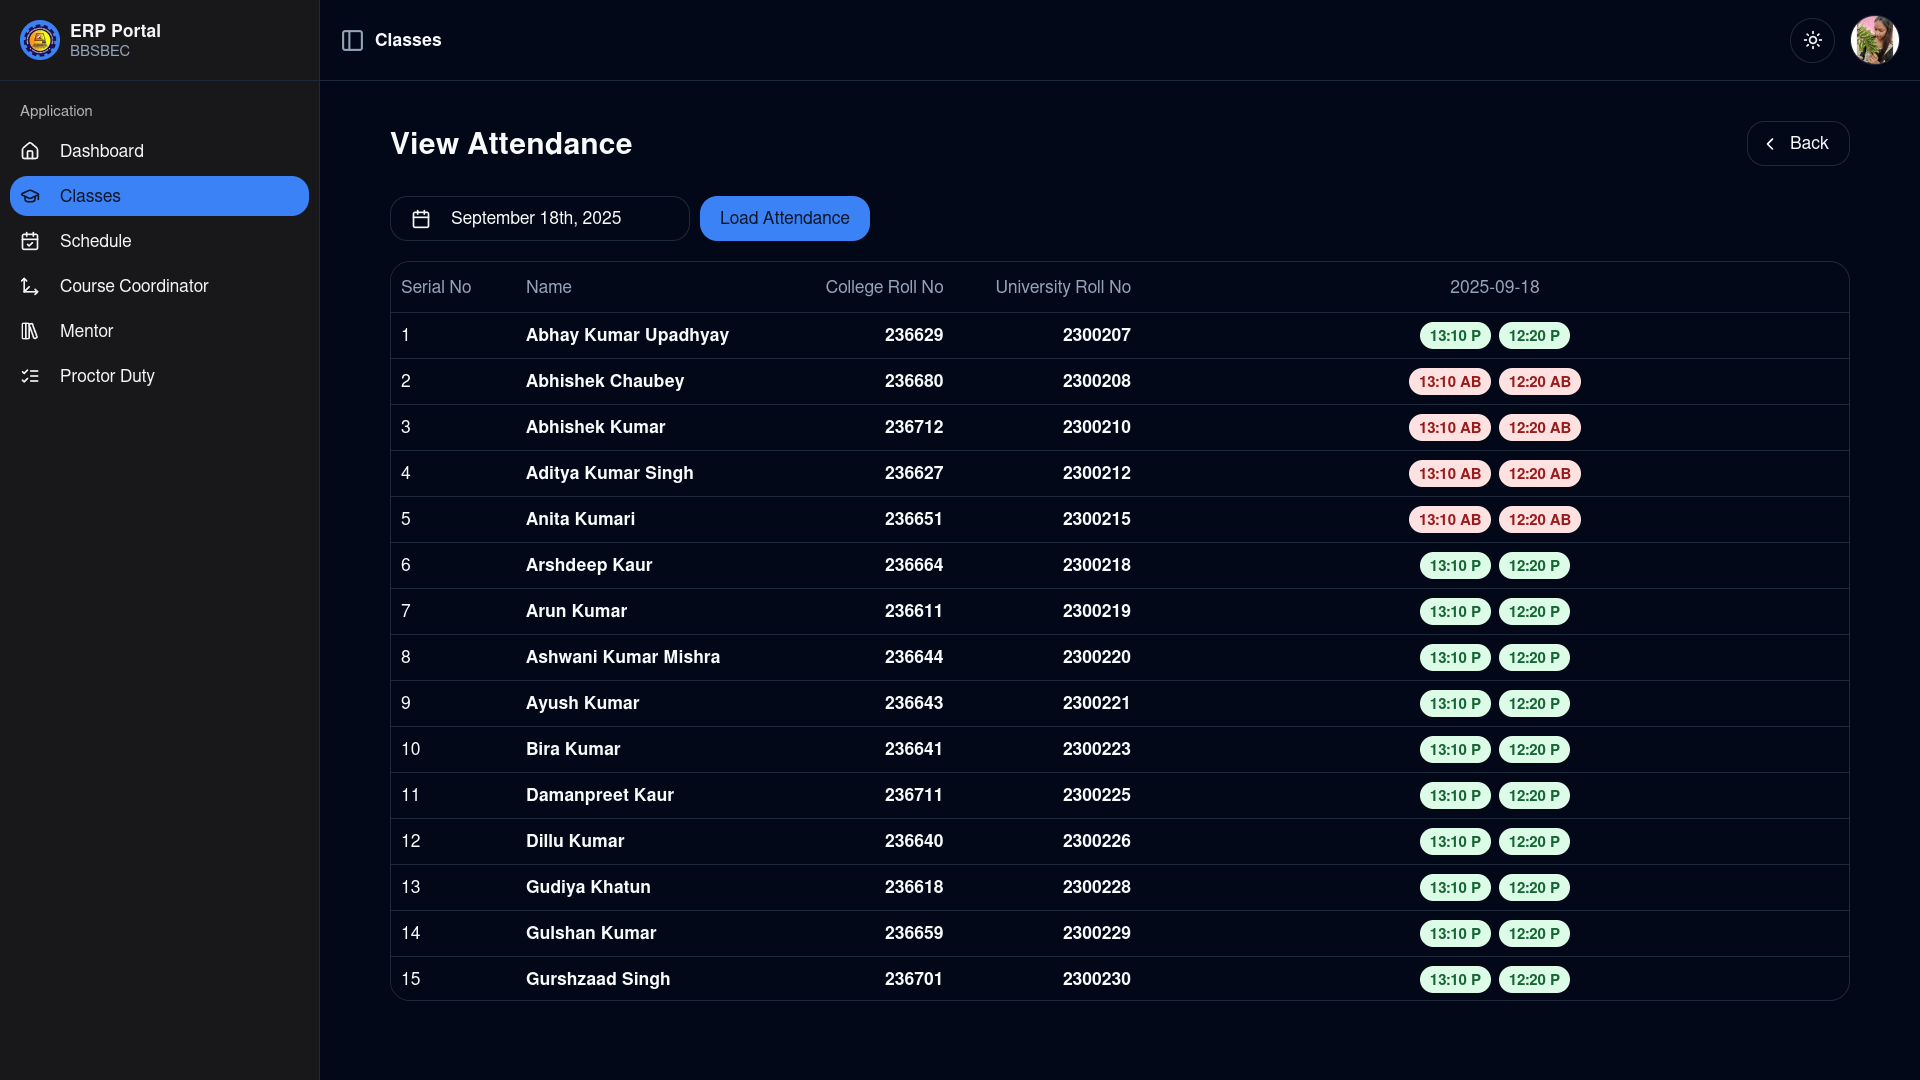 ERP Portal
BBSBEC
Classes
Application
Dashboard
Classes
Schedule
Course Coordinator
Mentor
Proctor Duty
View Attendance
Back
September 18th, 2025
Load Attendance
Serial No Name College Roll No University Roll No 2025-09-18
1 Abhay Kumar Upadhyay 236629 2300207 13:10 P 12:20 P
2 Abhishek Chaubey 236680 2300208 13:10 AB 12:20 AB
3 Abhishek Kumar 236712 2300210 13:10 AB 12:20 AB
4 Aditya Kumar Singh 236627 2300212 13:10 AB 12:20 AB
5 Anita Kumari 236651 2300215 13:10 AB 12:20 AB
6 Arshdeep Kaur 236664 2300218 13:10 P 12:20 P
7 Arun Kumar 236611 2300219 13:10 P 12:20 P
8 Ashwani Kumar Mishra 236644 2300220 13:10 P 12:20 P
9 Ayush Kumar 236643 2300221 13:10 P 12:20 P
10 Bira Kumar 236641 2300223 13:10 P 12:20 P
11 Damanpreet Kaur 236711 2300225 13:10 P 12:20 P
12 Dillu Kumar 236640 2300226 13:10 P 12:20 P
13 Gudiya Khatun 236618 2300228 13:10 P 12:20 P
14 Gulshan Kumar 236659 2300229 13:10 P 12:20 P
15 Gurshzaad Singh 236701 2300230 13:10 P 12:20 P